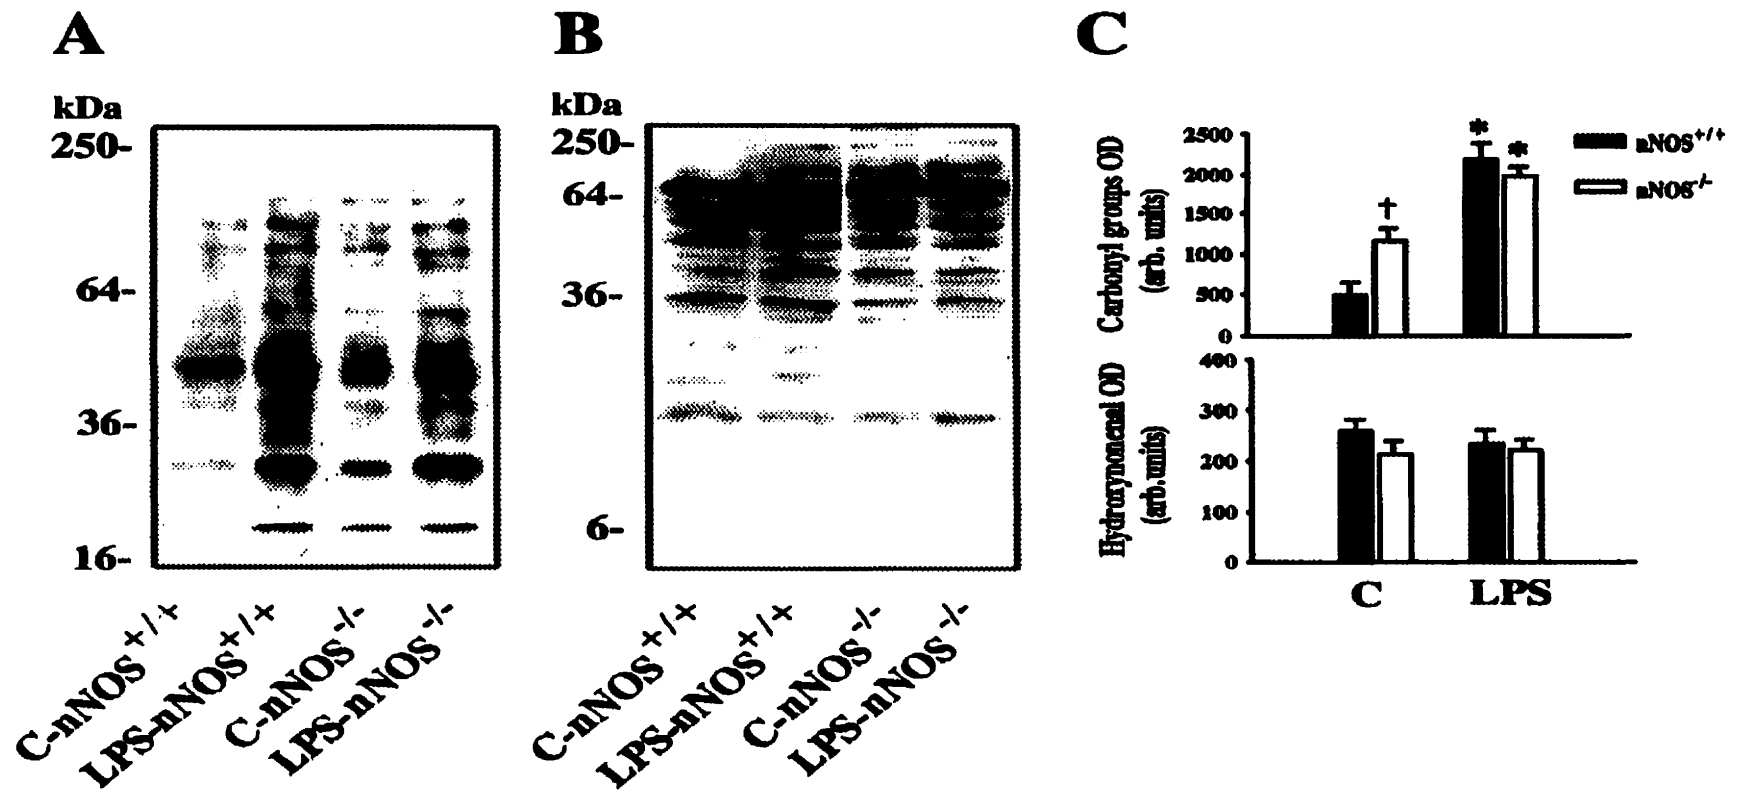 A
kDa
250-
64-
36-
16-
C-nNOS+/+
LPS-nNOS+/+
C-nNOS-/-
LPS-nNOS-/-
B
kDa
250-
64-
36-
6-
C-nNOS+/+
LPS-nNOS+/+
C-nNOS-/-
LPS-nNOS-/-
C
Carbonyl groups OD
(arb. units)
2500
2000
1500
1000
500
0
*
*
†
nNOS+/+
nNOS-/-
Hydroxynonenal OD
(arb.units)
400
300
200
100
0
C
LPS